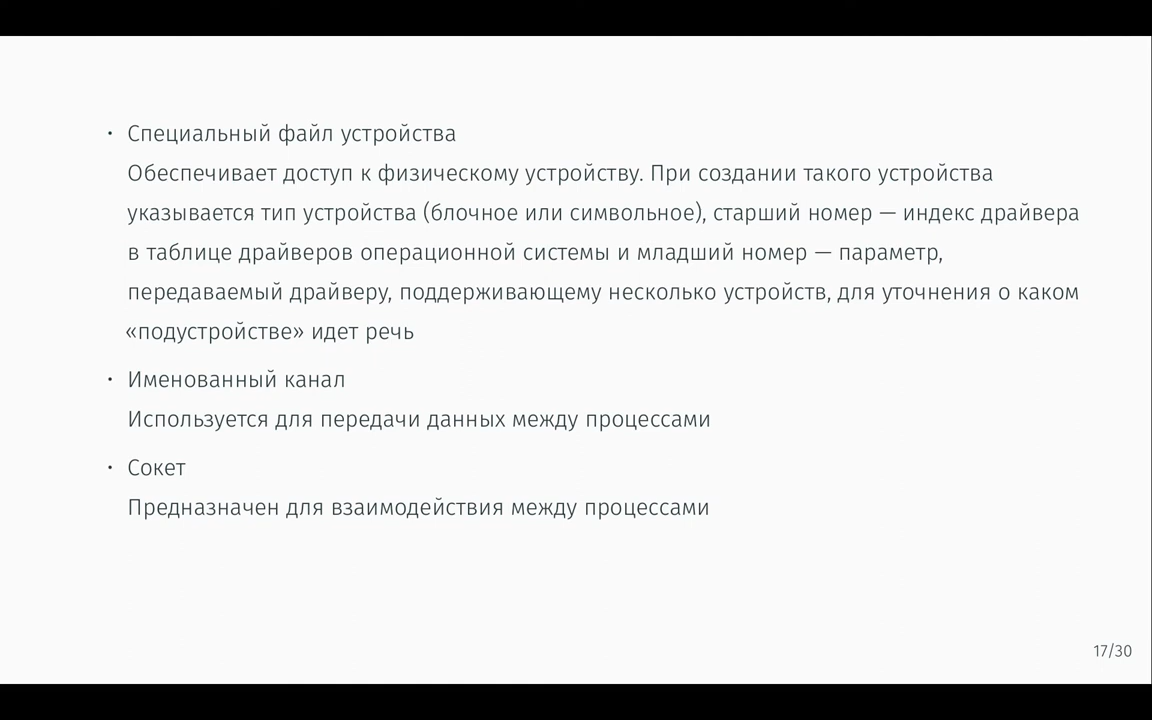 • Специальный файл устройства
Обеспечивает доступ к физическому устройству. При создании такого устройства
указывается тип устройства (блочное или символьное), старший номер — индекс драйвера
в таблице драйверов операционной системы и младший номер — параметр,
передаваемый драйверу, поддерживающему несколько устройств, для уточнения о каком
«подустройстве» идет речь
• Именованный канал
Используется для передачи данных между процессами
• Сокет
Предназначен для взаимодействия между процессами
17/30